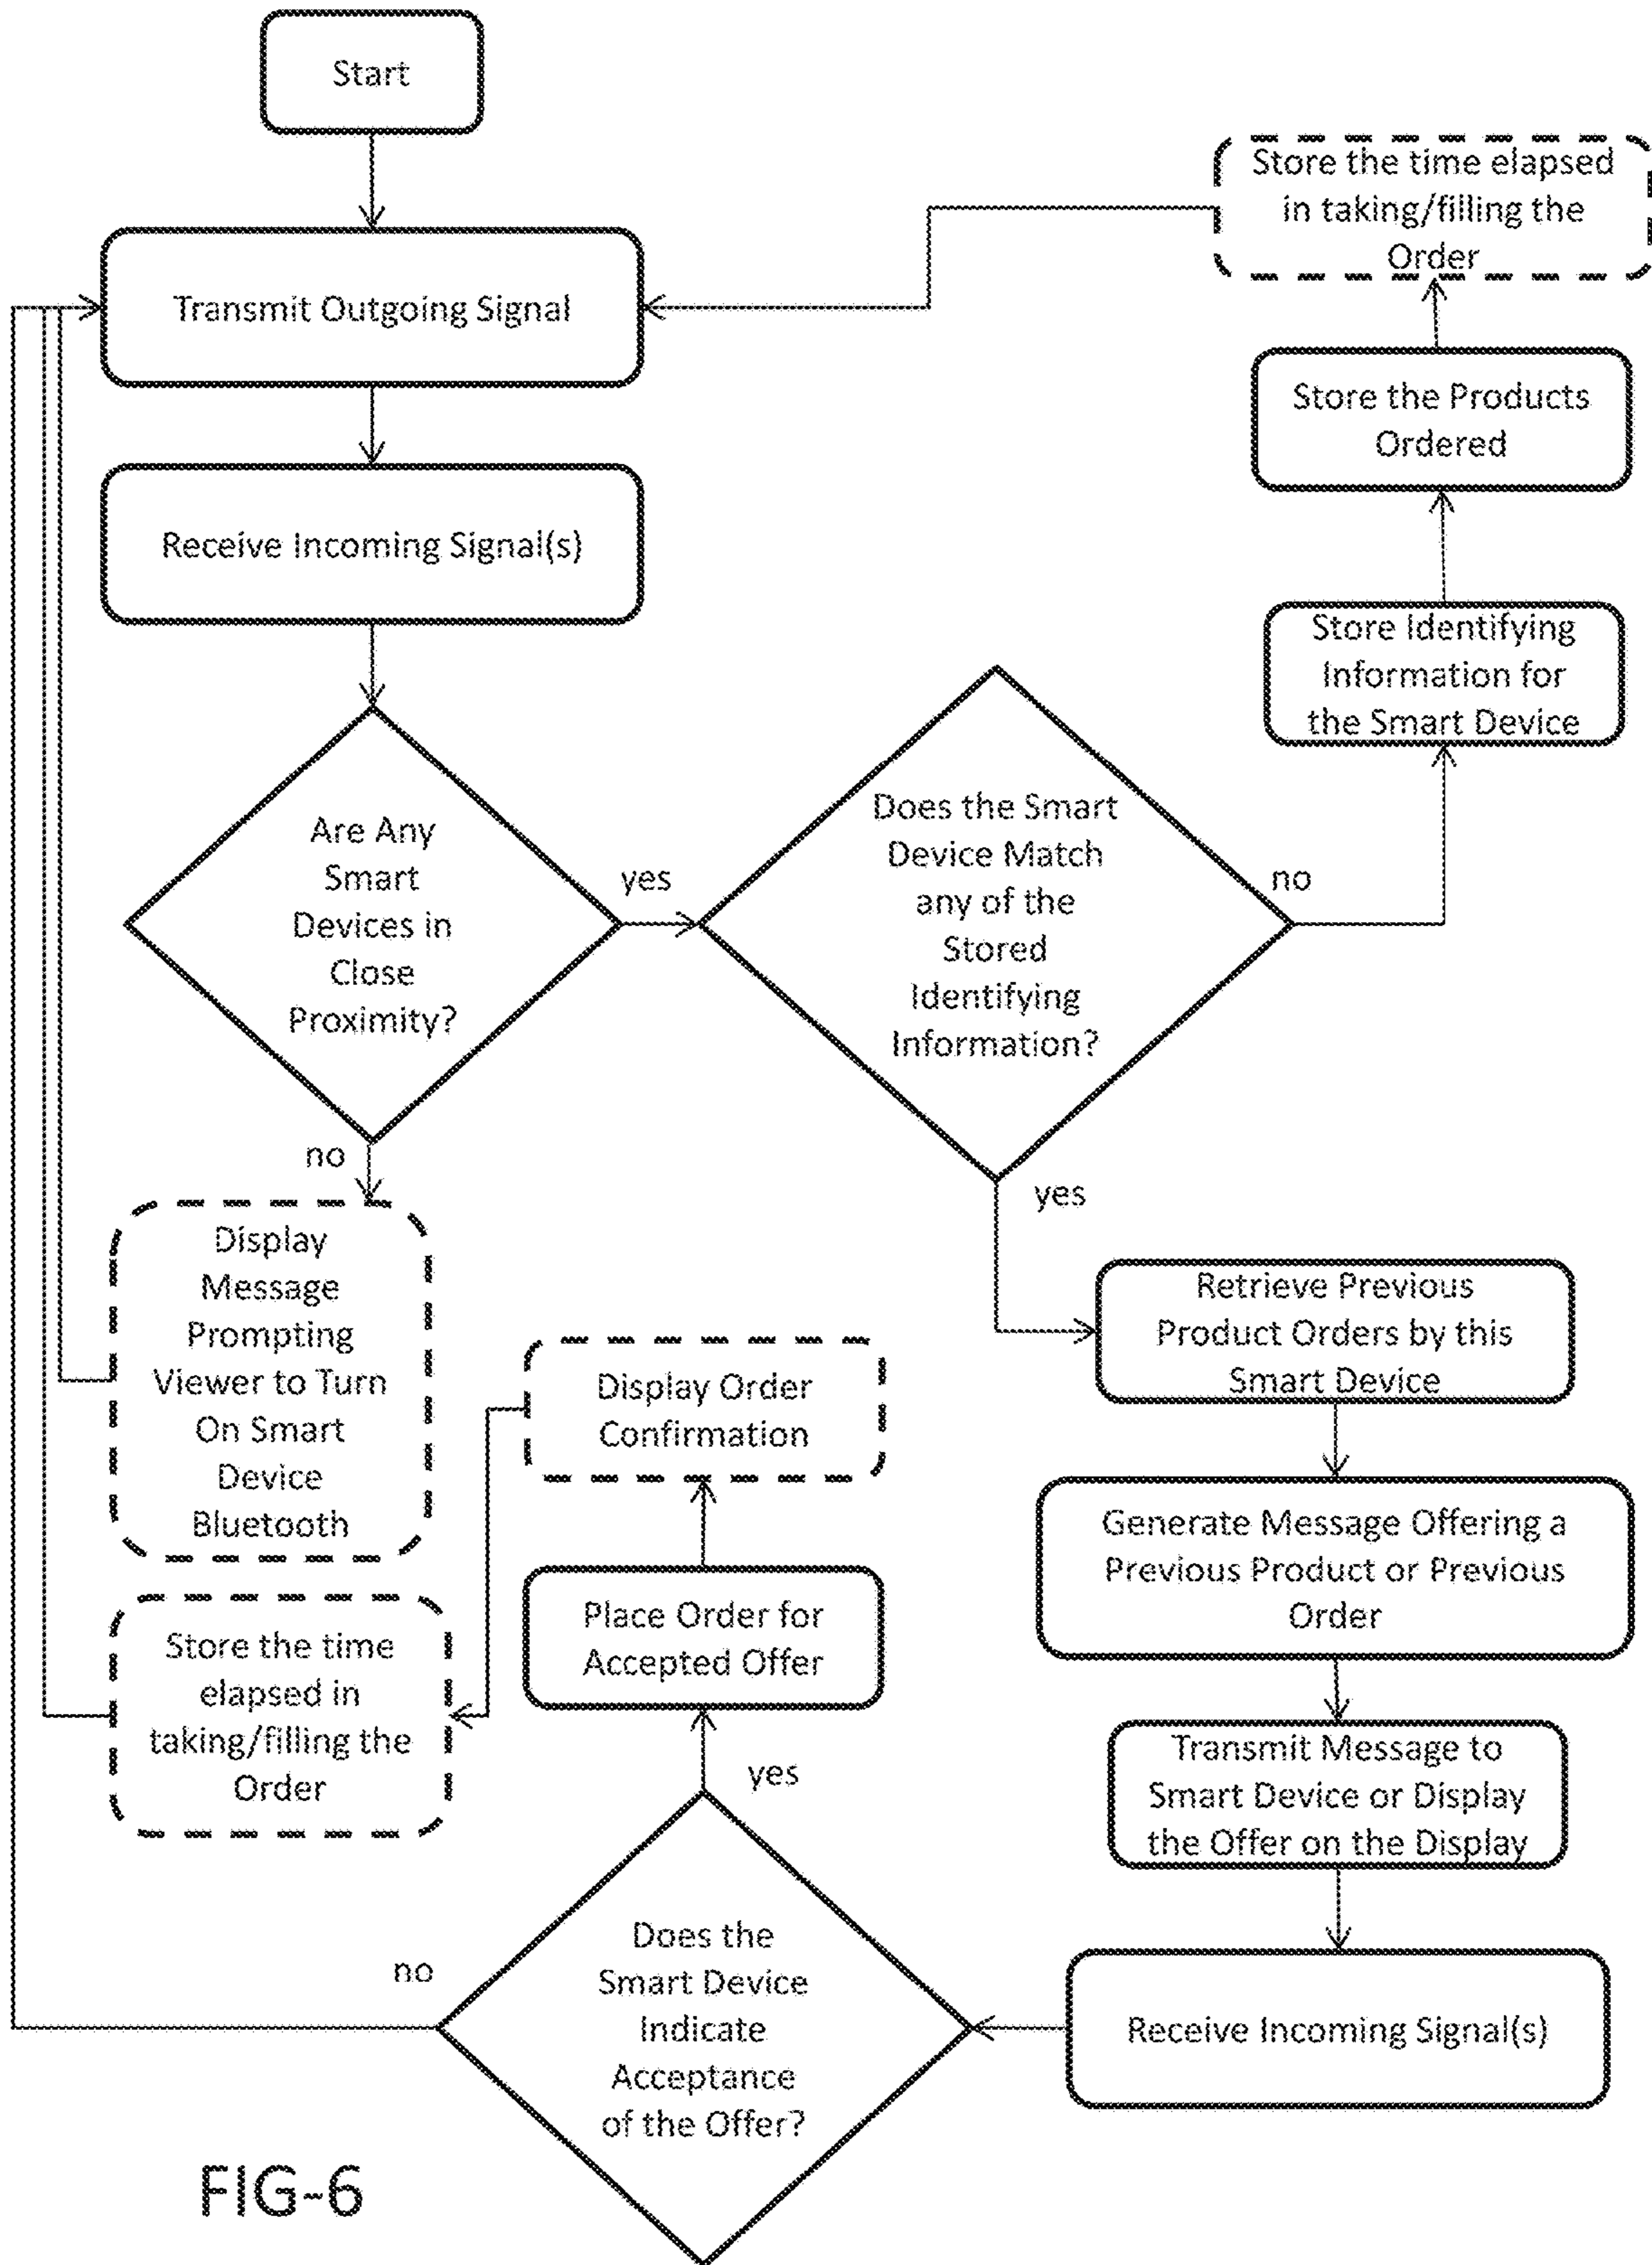 Start
Transmit Outgoing Signal
Receive Incoming Signal(s)
Are Any
Smart
Devices in
Close
Proximity?
yes
no
Does the Smart
Device Match
any of the
Stored
Identifying
Information?
no
yes
Store Identifying
Information for
the Smart Device
Store the Products
Ordered
Store the time elapsed
in taking/filling the
Order
Display
Message
Prompting
Viewer to Turn
On Smart
Device
Bluetooth
Retrieve Previous
Product Orders by this
Smart Device
Generate Message Offering a
Previous Product or Previous
Order
Transmit Message to
Smart Device or Display
the Offer on the Display
Receive Incoming Signal(s)
Does the
Smart Device
Indicate
Acceptance
of the Offer?
no
yes
Place Order for
Accepted Offer
Display Order
Confirmation
Store the time
elapsed in
taking/filling the
Order
FIG-6